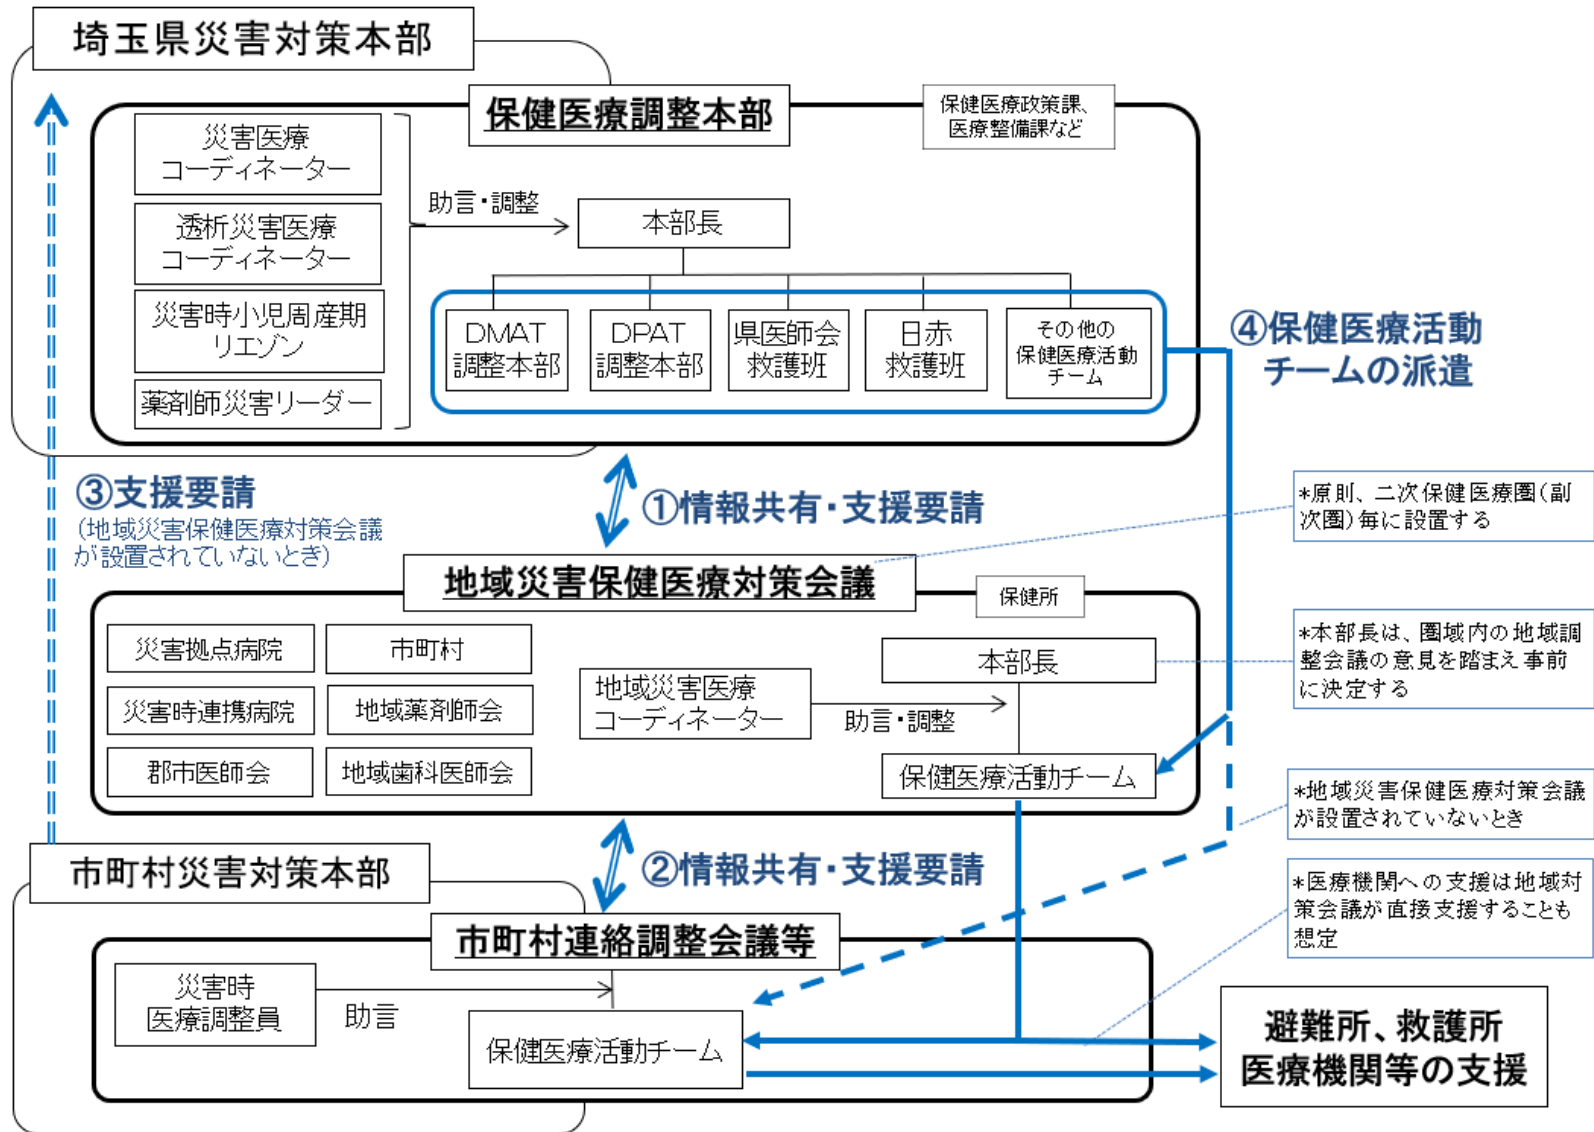 埼玉県災害対策本部
保健医療調整本部
保健医療政策課、
医療整備課など
災害医療
コーディネーター
透析災害医療
コーディネーター
災害時小児周産期
リエゾン
薬剤師災害リーダー
助言・調整
本部長
DMAT
調整本部
DPAT
調整本部
県医師会
救護班
日赤
救護班
その他の
保健医療活動
チーム
④保健医療活動
チームの派遣
③支援要請
(地域災害保健医療対策会議
が設置されていないとき)
①情報共有・支援要請
*原則、二次保健医療圏(副
次圏)毎に設置する
地域災害保健医療対策会議
保健所
災害拠点病院
市町村
災害時連携病院
地域薬剤師会
郡市医師会
地域歯科医師会
地域災害医療
コーディネーター
助言・調整
本部長
保健医療活動チーム
*本部長は、圏域内の地域調
整会議の意見を踏まえ事前
に決定する
*地域災害保健医療対策会議
が設置されていないとき
②情報共有・支援要請
市町村災害対策本部
市町村連絡調整会議等
災害時
医療調整員
助言
保健医療活動チーム
*医療機関への支援は地域対
策会議が直接支援することも
想定
避難所、救護所
医療機関等の支援